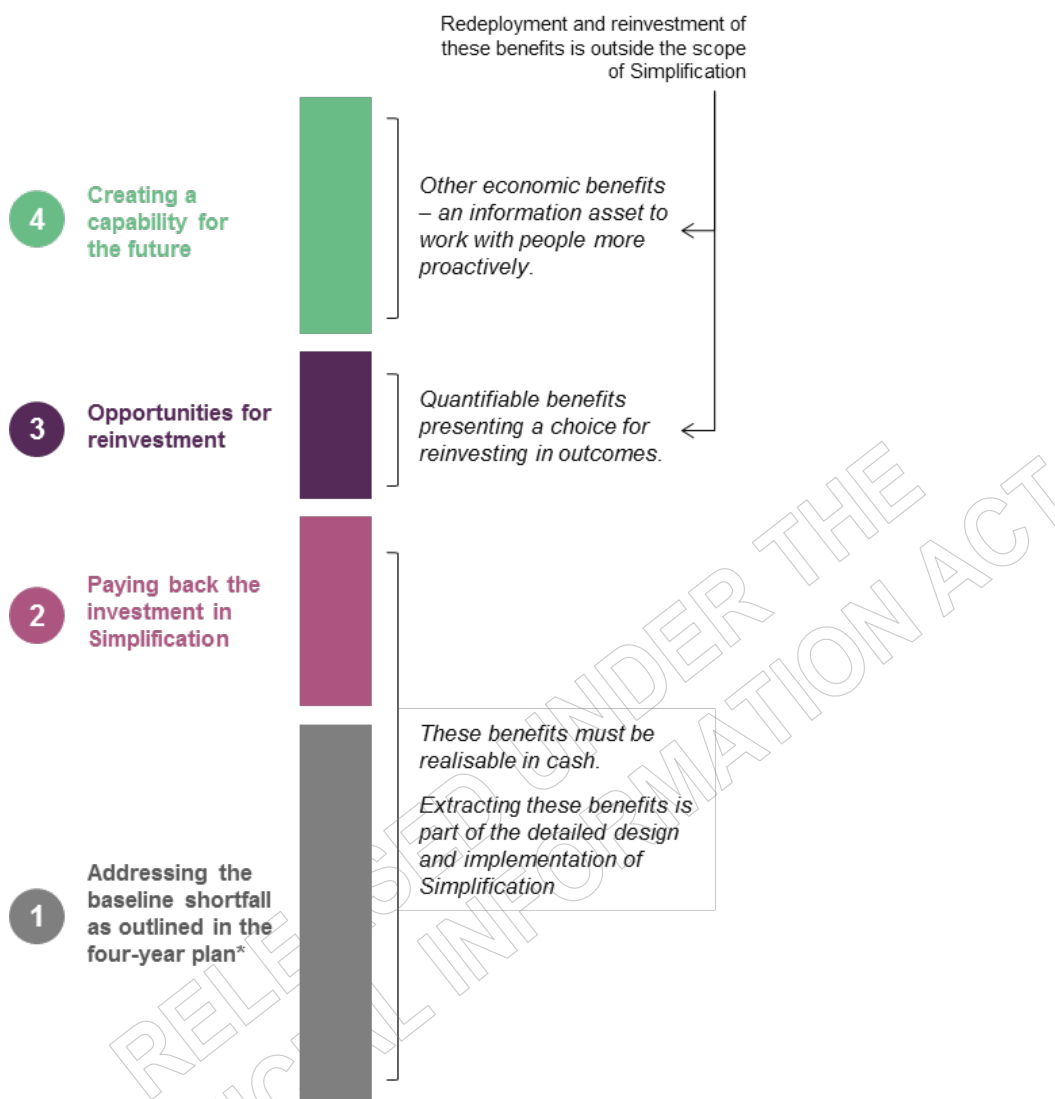 Redeployment and reinvestment of
these benefits is outside the scope
of Simplification
4
Creating a
capability for
the future
Other economic benefits
– an information asset to
work with people more
proactively.
3
Opportunities for
reinvestment
Quantifiable benefits
presenting a choice for
reinvesting in outcomes.
2
Paying back the
investment in
Simplification
These benefits must be
realisable in cash.
Extracting these benefits is
part of the detailed design
and implementation of
Simplification
1
Addressing the
baseline shortfall
as outlined in the
four-year plan*
RELEASED UNDER THE
INFORMATION ACT